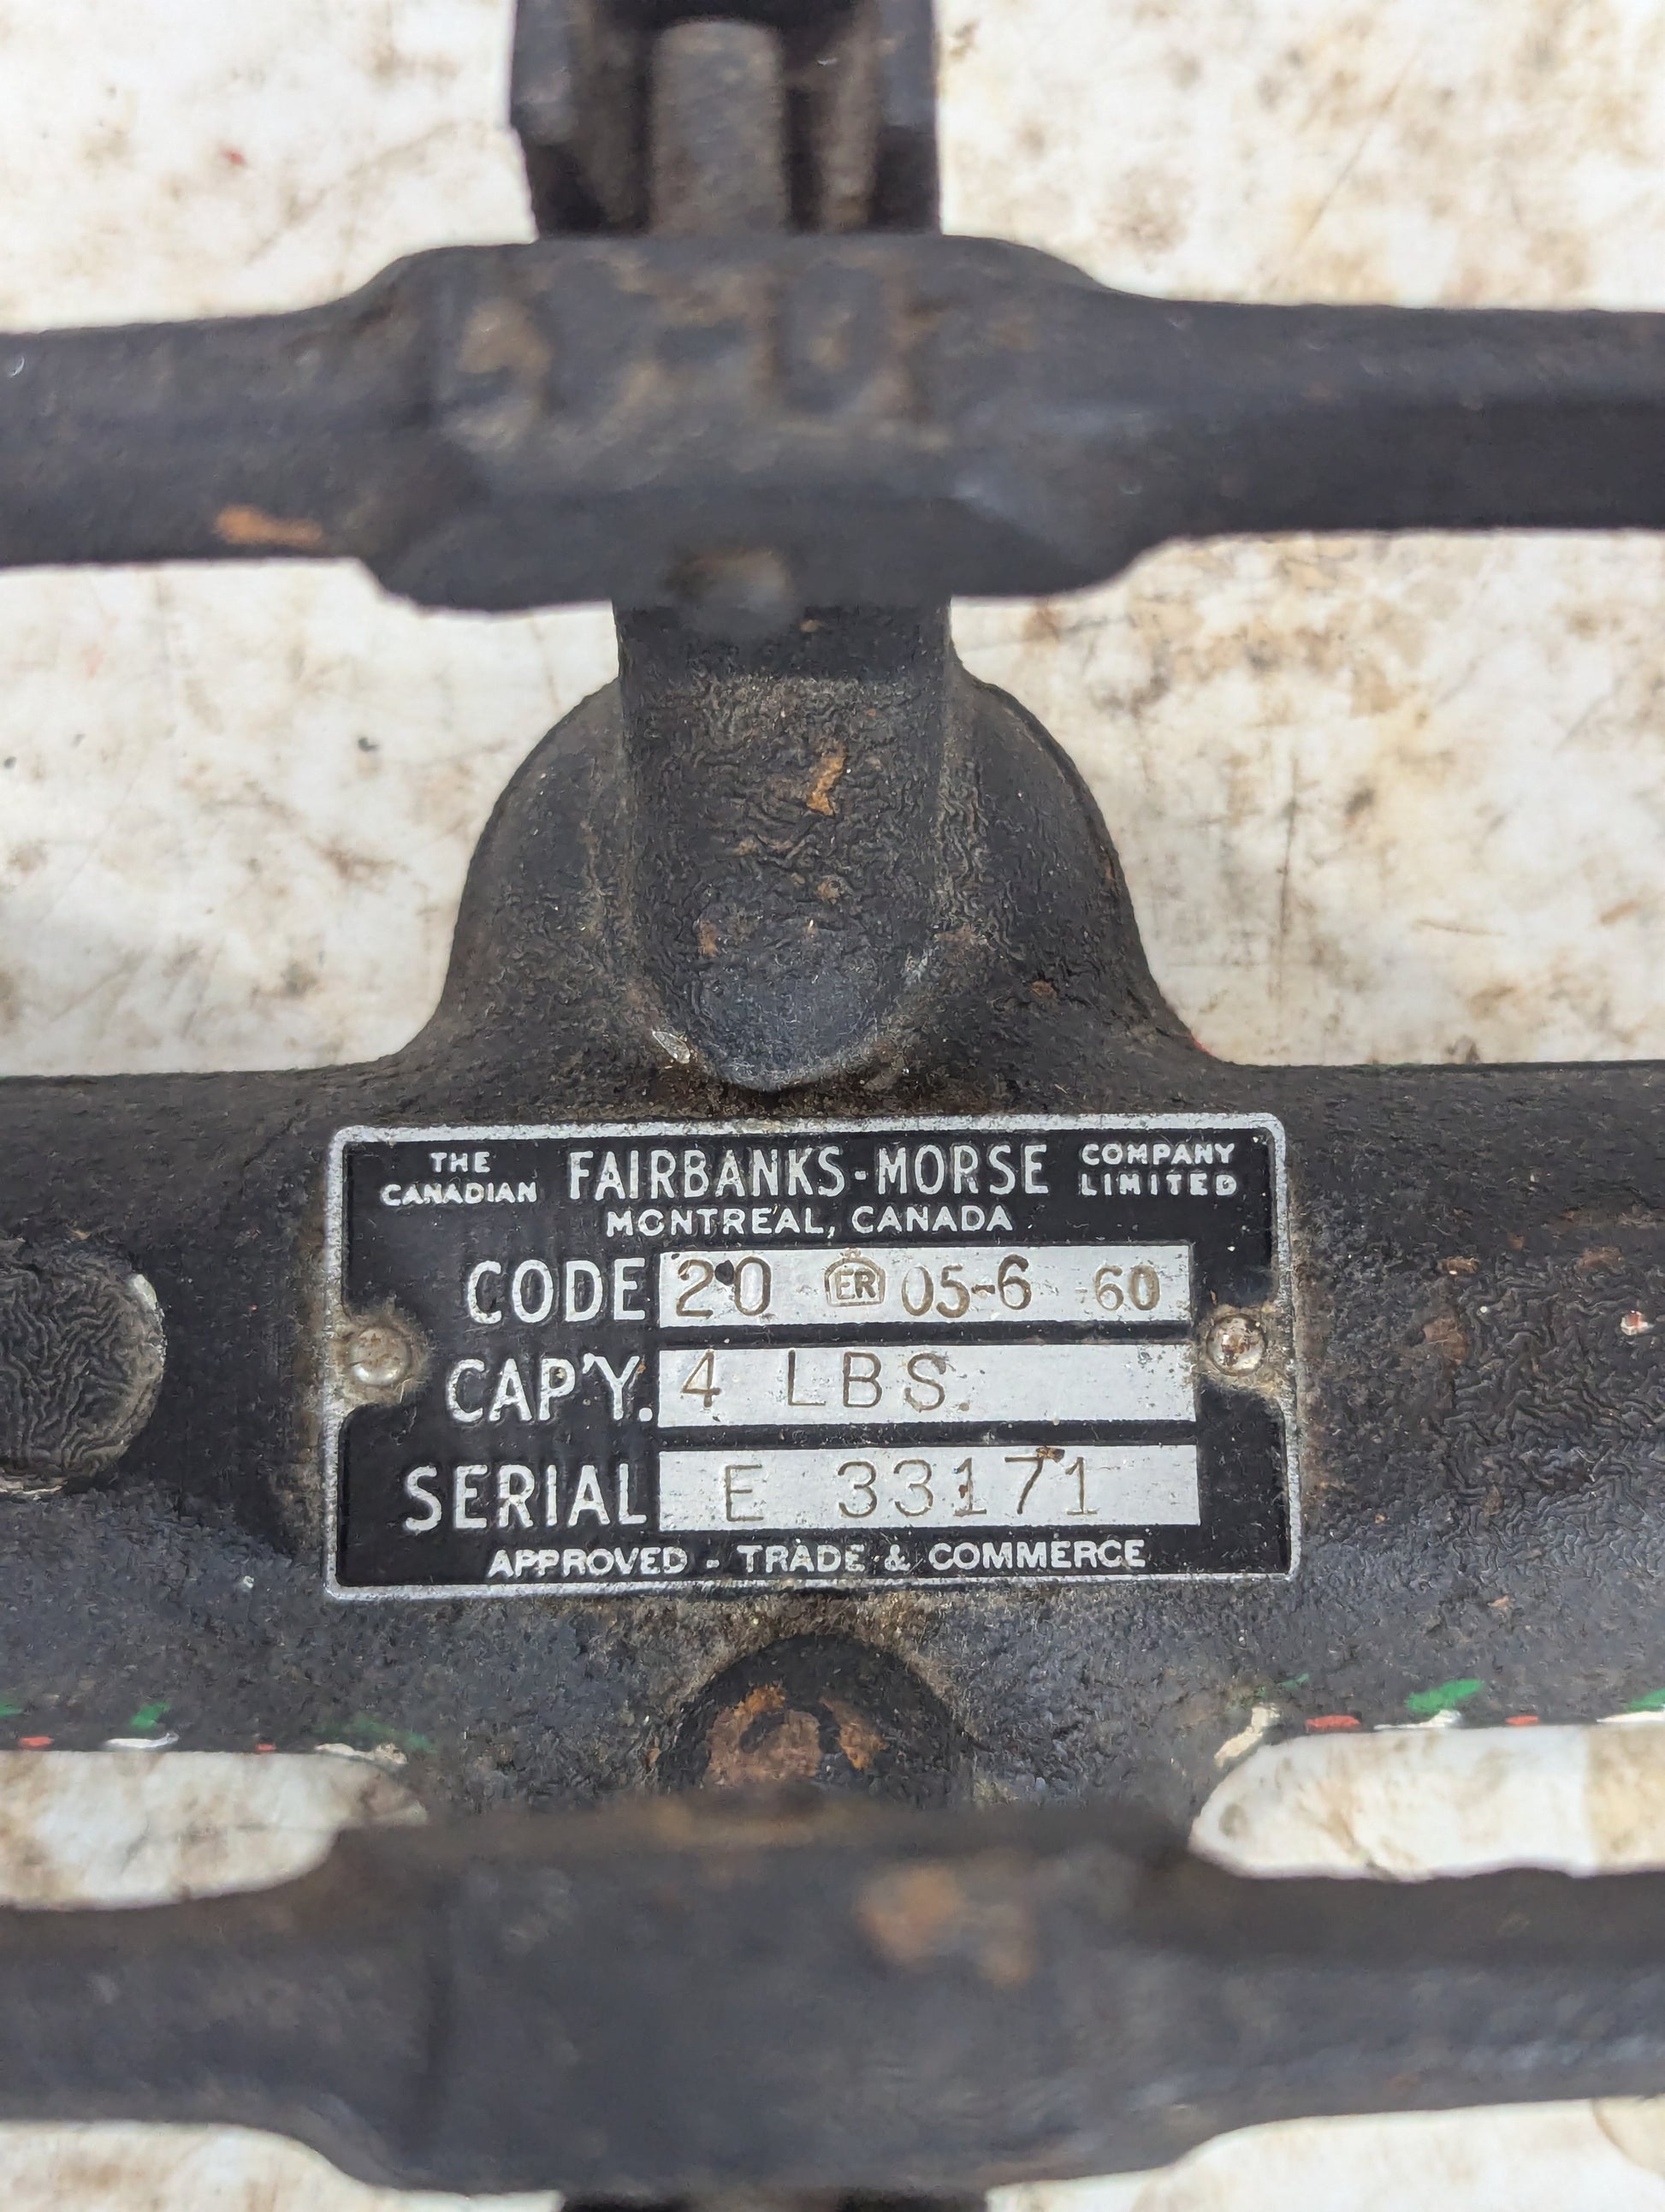 THE CANADIAN FAIRBANKS-MORSE COMPANY LIMITED
MONTREAL, CANADA
CODE 20 ER 05-6 60
CAP'Y. 4 LBS.
SERIAL E 33171
APPROVED - TRADE & COMMERCE